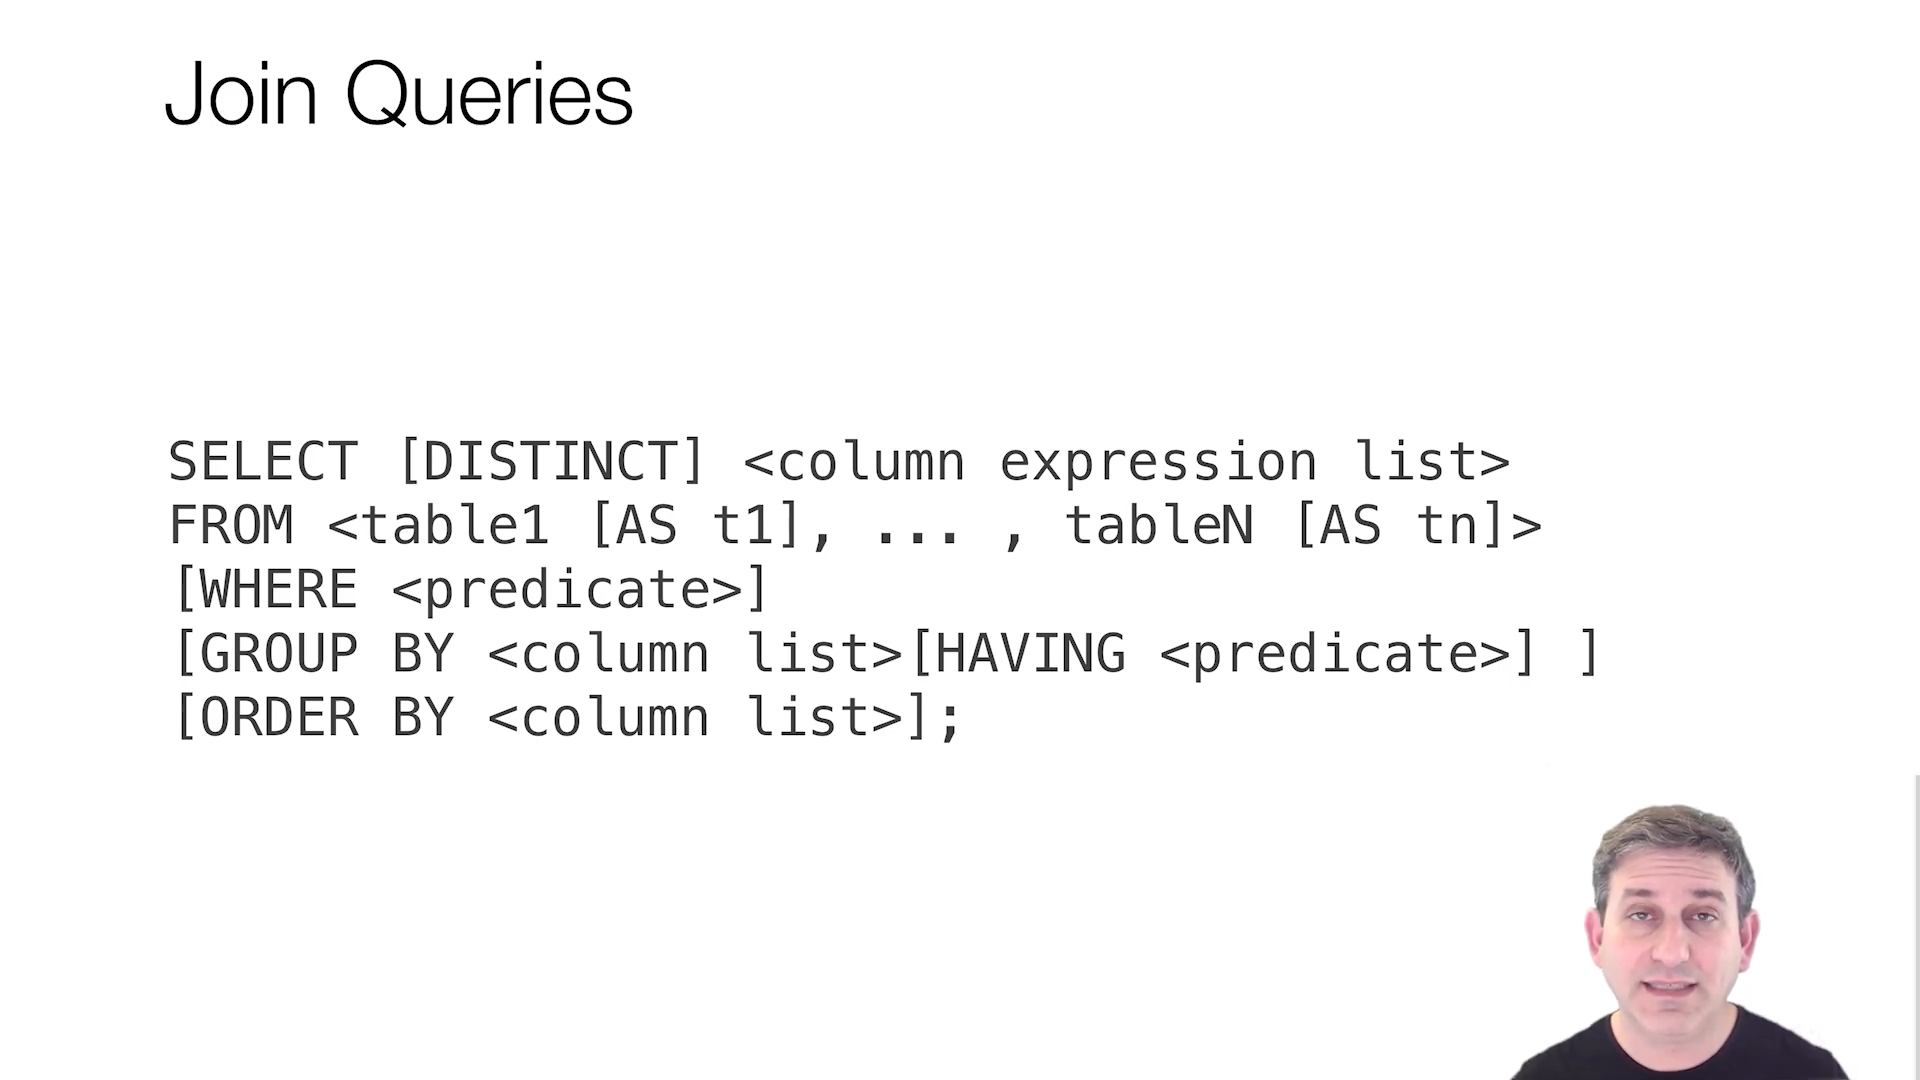 Join Queries
SELECT [DISTINCT] <column expression list>
FROM <table1 [AS t1], ... , tableN [AS tn]>
[WHERE <predicate>]
[GROUP BY <column list>[HAVING <predicate>] ]
[ORDER BY <column list>];